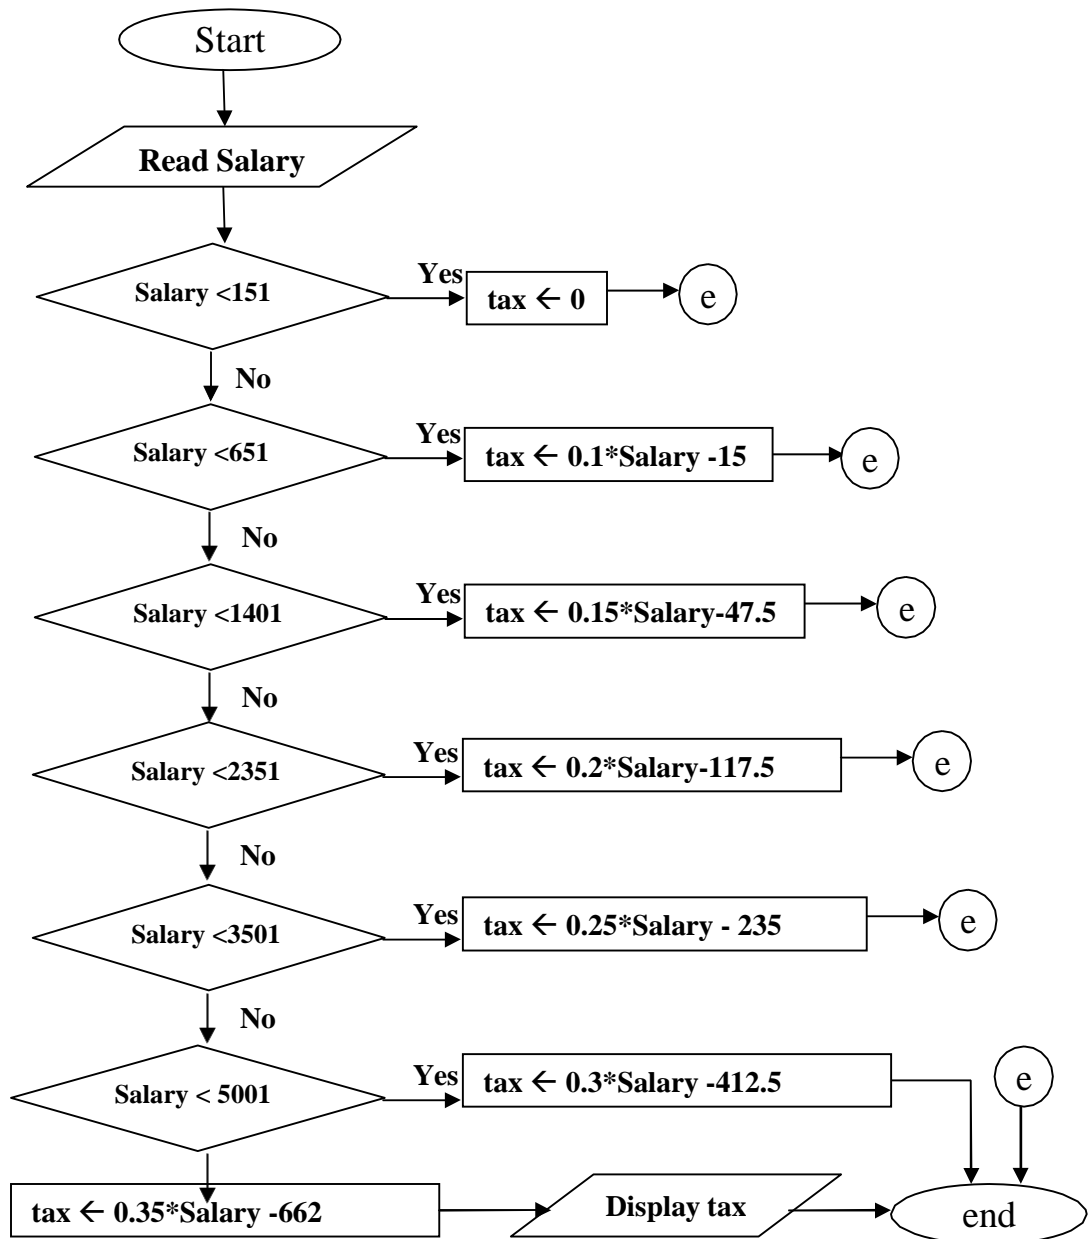 Start
Read Salary
Salary <151
Yes
tax ← 0
e
No
Salary <651
Yes
tax ← 0.1*Salary -15
e
No
Salary <1401
Yes
tax ← 0.15*Salary-47.5
e
No
Salary <2351
Yes
tax ← 0.2*Salary-117.5
e
No
Salary <3501
Yes
tax ← 0.25*Salary - 235
e
No
Salary < 5001
Yes
tax ← 0.3*Salary -412.5
e
tax ← 0.35*Salary -662
Display tax
end